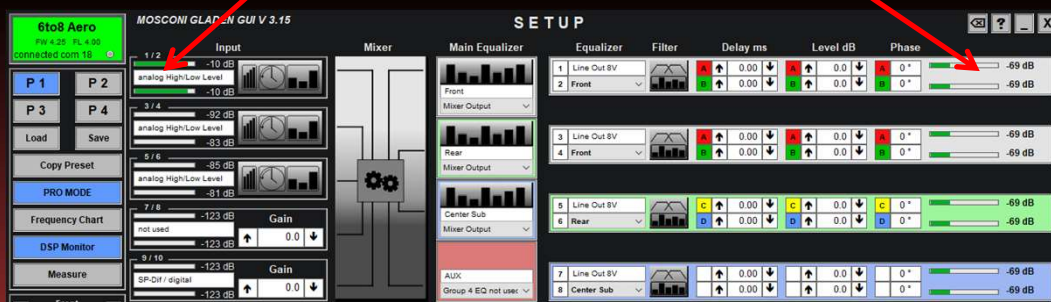 MOSCONI GLADEN GUI V 3.15
SETUP
? _ X
6to8 Aero
FW 4.25 FL 4.00
connected com 18
P 1 P 2
P 3 P 4
Load Save
Copy Preset
PRO MODE
Frequency Chart
DSP Monitor
Measure
Input Mixer Main Equalizer Equalizer Filter Delay ms Level dB Phase
1 / 2
-10 dB
analog High/Low Level
-10 dB
3 / 4
-92 dB
analog High/Low Level
-83 dB
5 / 6
-85 dB
analog High/Low Level
-81 dB
7 / 8
-123 dB
Gain
not used
0.0
-123 dB
9 / 10
-123 dB
Gain
SP-Dif / digital
0.0
-123 dB
Front
Mixer Output
Rear
Mixer Output
Center Sub
Mixer Output
AUX
Group 4 EQ not usec
1 Line Out 8V A 0.00 A 0.0 A 0° -69 dB
2 Front B 0.00 B 0.0 B 0° -69 dB
3 Line Out 8V A 0.00 A 0.0 A 0° -69 dB
4 Front B 0.00 B 0.0 B 0° -69 dB
5 Line Out 8V C 0.00 C 0.0 C 0° -69 dB
6 Rear D 0.00 D 0.0 D 0° -69 dB
7 Line Out 8V 0.00 0.0 0° -69 dB
8 Center Sub 0.00 0.0 0° -69 dB